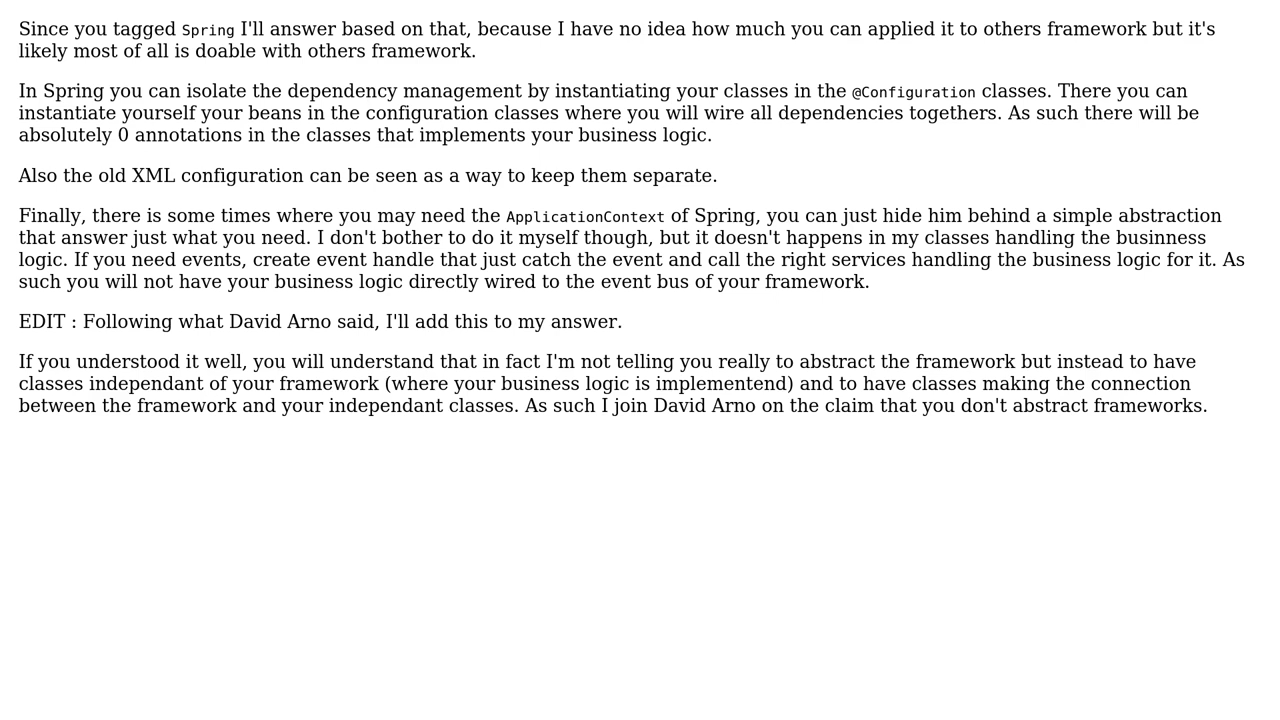 Since you tagged Spring I'll answer based on that, because I have no idea how much you can applied it to others framework but it's
likely most of all is doable with others framework.
In Spring you can isolate the dependency management by instantiating your classes in the @Configuration classes. There you can
instantiate yourself your beans in the configuration classes where you will wire all dependencies togethers. As such there will be
absolutely 0 annotations in the classes that implements your business logic.
Also the old XML configuration can be seen as a way to keep them separate.
Finally, there is some times where you may need the ApplicationContext of Spring, you can just hide him behind a simple abstraction
that answer just what you need. I don't bother to do it myself though, but it doesn't happens in my classes handling the businness
logic. If you need events, create event handle that just catch the event and call the right services handling the business logic for it. As
such you will not have your business logic directly wired to the event bus of your framework.
EDIT : Following what David Arno said, I'll add this to my answer.
If you understood it well, you will understand that in fact I'm not telling you really to abstract the framework but instead to have
classes independant of your framework (where your business logic is implementend) and to have classes making the connection
between the framework and your independant classes. As such I join David Arno on the claim that you don't abstract frameworks.